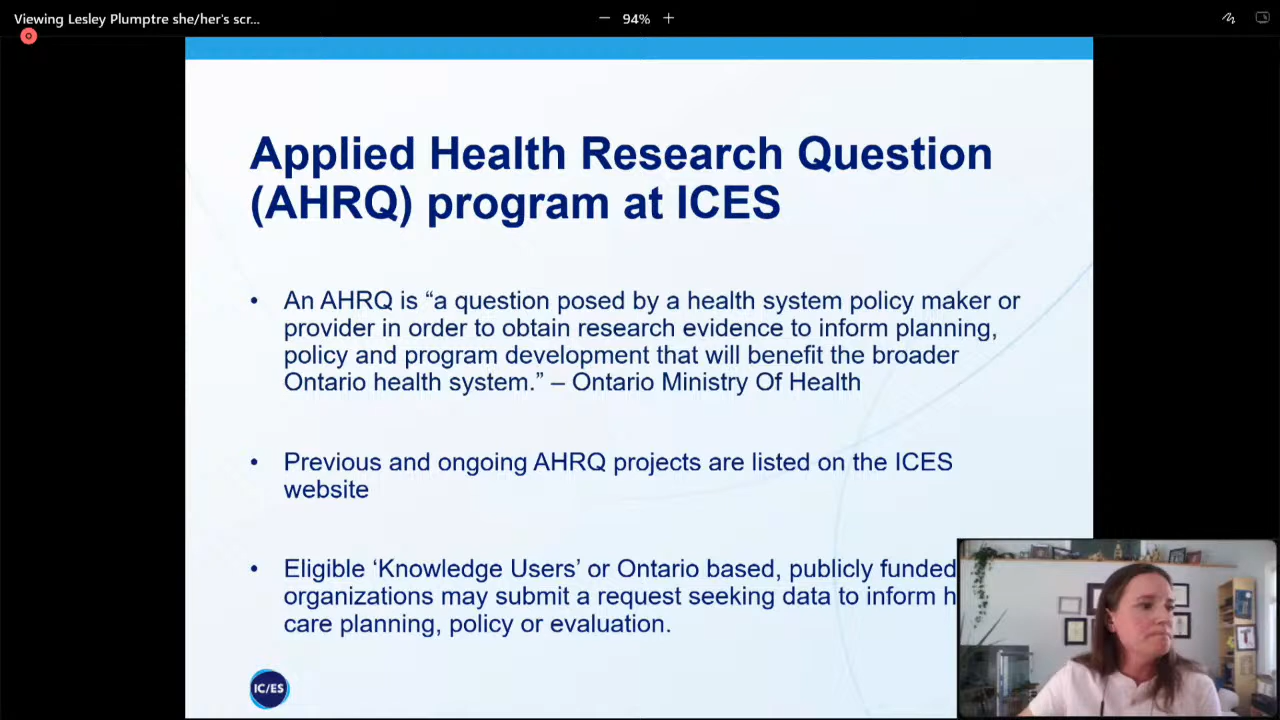 Viewing Lesley Plumptre she/her's scr...
94%
Applied Health Research Question
(AHRQ) program at ICES
• An AHRQ is “a question posed by a health system policy maker or
provider in order to obtain research evidence to inform planning,
policy and program development that will benefit the broader
Ontario health system.” – Ontario Ministry Of Health
• Previous and ongoing AHRQ projects are listed on the ICES
website
• Eligible ‘Knowledge Users’ or Ontario based, publicly funded
organizations may submit a request seeking data to inform h
care planning, policy or evaluation.
IC/ES